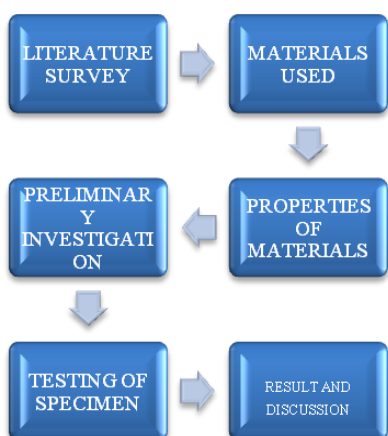 LITERATURE
SURVEY
MATERIALS
USED
PROPERTIES
OF
MATERIALS
PRELIMINAR
Y
INVESTIGATI
ON
TESTING OF
SPECIMEN
RESULT AND
DISCUSSION